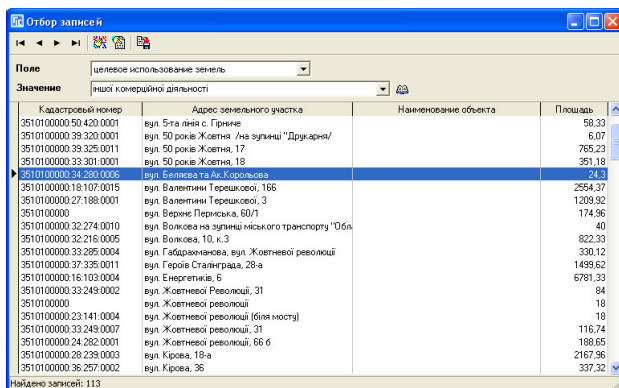 Отбор записей
Поле целевое использование земель
Значение іншої комерційної діяльності
Кадастровый номер Адрес земельного участка Наименование объекта Площадь
3510100000:50:420:0001 вул. 5-та лінія с. Гірниче 58,33
3510100000:39:320:0001 вул. 50 років Жовтня /на зупинці "Друкарня/ 6,07
3510100000:39:325:0011 вул. 50 років Жовтня, 17 765,23
3510100000:33:301:0001 вул. 50 років Жовтня, 18 351,18
3510100000:34:280:0006 вул. Беляєва та Ак.Корольова 24,3
3510100000:18:107:0015 вул. Валентини Терешкової, 166 2554,37
3510100000:27:188:0001 вул. Валентини Терешкової, 3 1209,92
3510100000 вул. Верхнє Пермська, 60/1 174,96
3510100000:32:274:0010 вул. Волкова на зупинці міського транспорту "Обла 40
3510100000:32:216:0005 вул. Волкова, 10, к.3 822,33
3510100000:33:285:0004 вул. Габдрахманова, вул. Жовтневої революції 330,12
3510100000:37:335:0011 вул. Героїв Сталінграда, 28-а 1499,62
3510100000:16:103:0004 вул. Енергетиків, 6 6781,33
3510100000:33:249:0002 вул. Жовтневої Революції, 31 84
3510100000 вул. Жовтневої революції 18
3510100000:23:141:0004 вул. Жовтневої революції (біля мосту) 18
3510100000:33:249:0007 вул. Жовтневої революції, 31 116,74
3510100000:24:282:0001 вул. Жовтневої революції, 66 б 188,65
3510100000:28:239:0003 вул. Кірова, 18-а 2167,96
3510100000:36:257:0002 вул. Кірова, 36 337,32
Найдено записей: 113